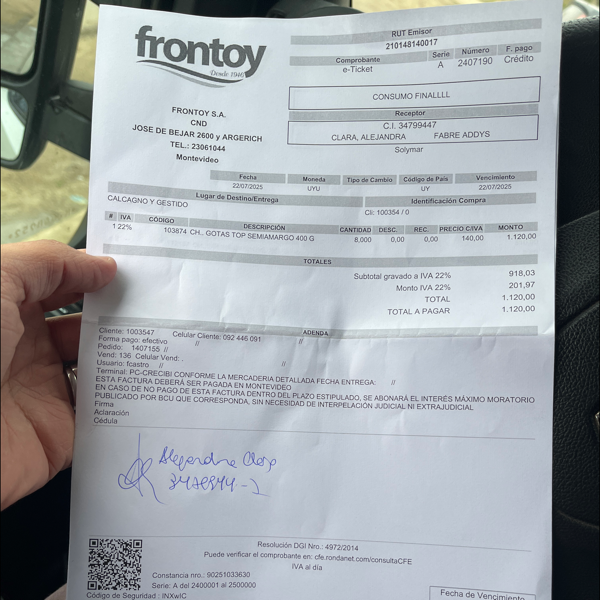 frontoy
Desde 1946
RUT Emisor
210148140017
Comprobante Serie Número F. pago
e-Ticket A 2407190 Crédito
CONSUMO FINALLLL
Receptor
C.I. 34799447
CLARA, ALEJANDRA FABRE ADDYS
Solymar
FRONTOY S.A.
CND
JOSE DE BEJAR 2600 y ARGERICH
TEL.: 23061044
Montevideo
Fecha Moneda Tipo de Cambio Código de País Vencimiento
22/07/2025 UYU UY 22/07/2025
Lugar de Destino/Entrega Identificación Compra
CALCAGNO Y GESTIDO Cli: 100354 / 0
# IVA CÓDIGO DESCRIPCIÓN CANTIDAD DESC. REC. PRECIO C.IVA MONTO
1 22% 103874 CH.. GOTAS TOP SEMIAMARGO 400 G 8,000 0,00 0,00 140,00 1.120,00
TOTALES
Subtotal gravado a IVA 22% 918,03
Monto IVA 22% 201,97
TOTAL 1.120,00
TOTAL A PAGAR 1.120,00
ADENDA
Cliente: 1003547 Celular Cliente: 092 446 091 //
Forma pago: efectivo //
Pedido: 1407155 //
Vend: 136 Celular Vend: . //
Usuario: fcastro //
Terminal: PC-CRECIBI CONFORME LA MERCADERIA DETALLADA FECHA ENTREGA: //
ESTA FACTURA DEBERÁ SER PAGADA EN MONTEVIDEO
EN CASO DE NO PAGO DE ESTA FACTURA DENTRO DEL PLAZO ESTIPULADO, SE ABONARÁ EL INTERÉS MÁXIMO MORATORIO
PUBLICADO POR BCU QUE CORRESPONDA, SIN NECESIDAD DE INTERPELACIÓN JUDICIAL NI EXTRAJUDICIAL
Firma
Aclaración
Cédula
Resolución DGI Nro.: 4972/2014
Puede verificar el comprobante en: cfe.rondanet.com/consultaCFE
IVA al día
Constancia nro.: 90251033630
Serie: A del 2400001 al 2500000
Código de Seguridad : INXwIC
Fecha de Vencimiento